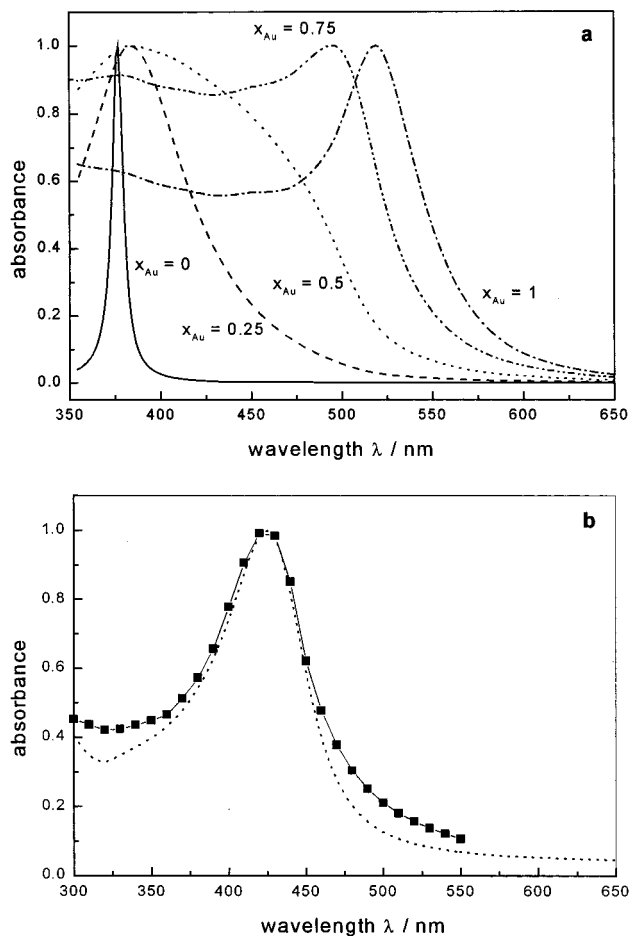 a
x_Au = 0.75
1.0
0.8
0.6
0.4
0.2
0.0
absorbance
x_Au = 0
x_Au = 0.5
x_Au = 0.25
x_Au = 1
350 400 450 500 550 600 650
wavelength λ / nm
b
1.0
0.8
0.6
0.4
0.2
0.0
absorbance
300 350 400 450 500 550 600 650
wavelength λ / nm